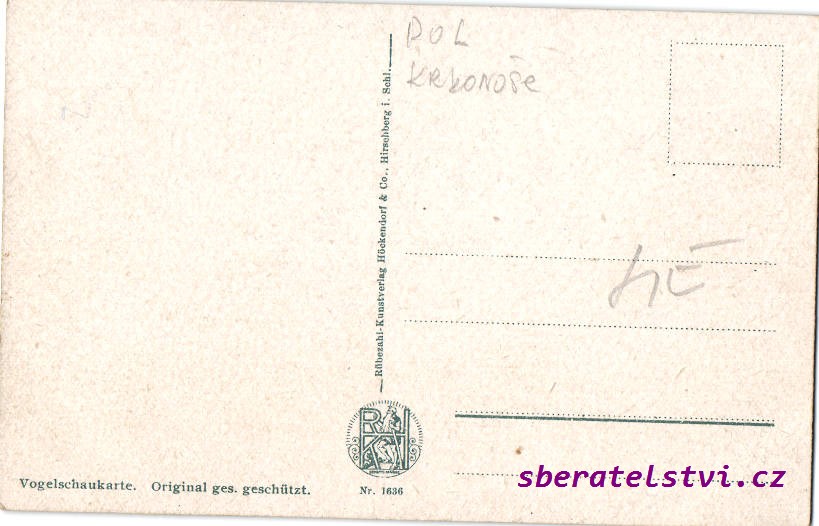 POL
KRKONOŠE
Rübezahl-Kunstverlag Höckendorf & Co., Hirschberg i. Schl.
Vogelschaukarte. Original ges. geschützt.
Nr. 1636
sberatelstvi.cz